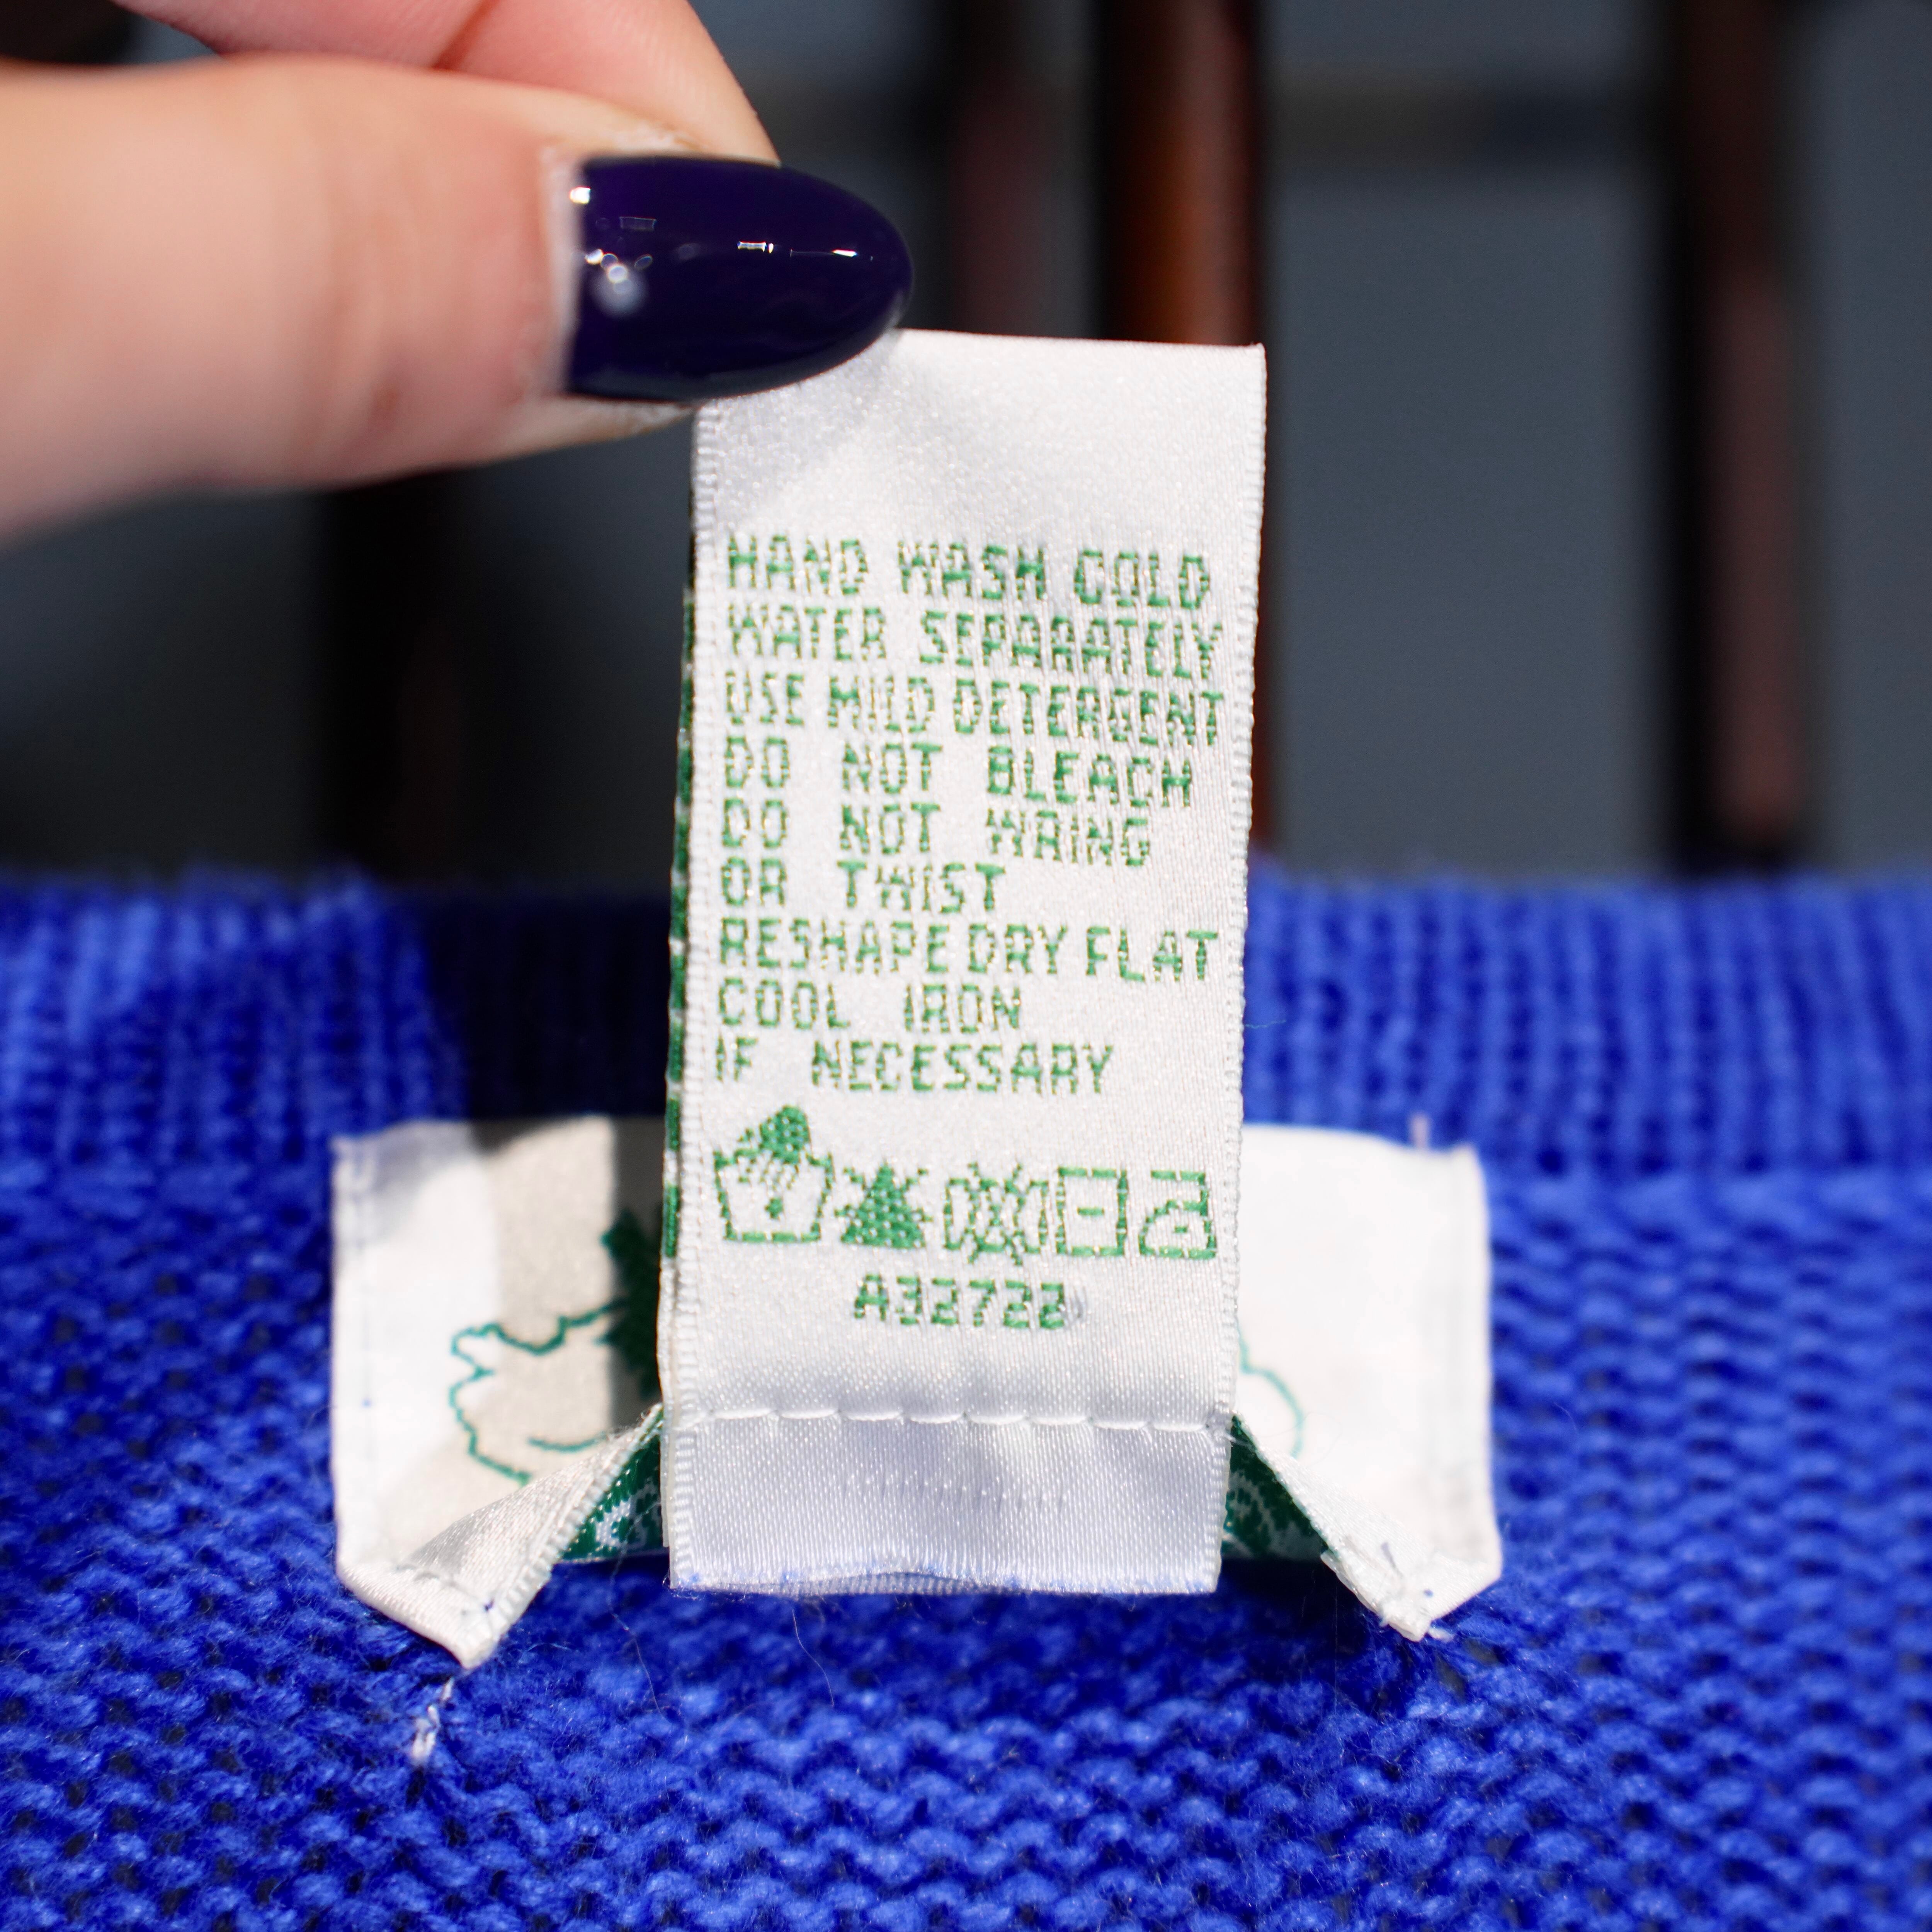 HAND WASH COLD
WATER SEPARATELY
USE MILD DETERGENT
DO NOT BLEACH
DO NOT WRING
OR TWIST
RESHAPE DRY FLAT
COOL IRON
IF NECESSARY
A32722